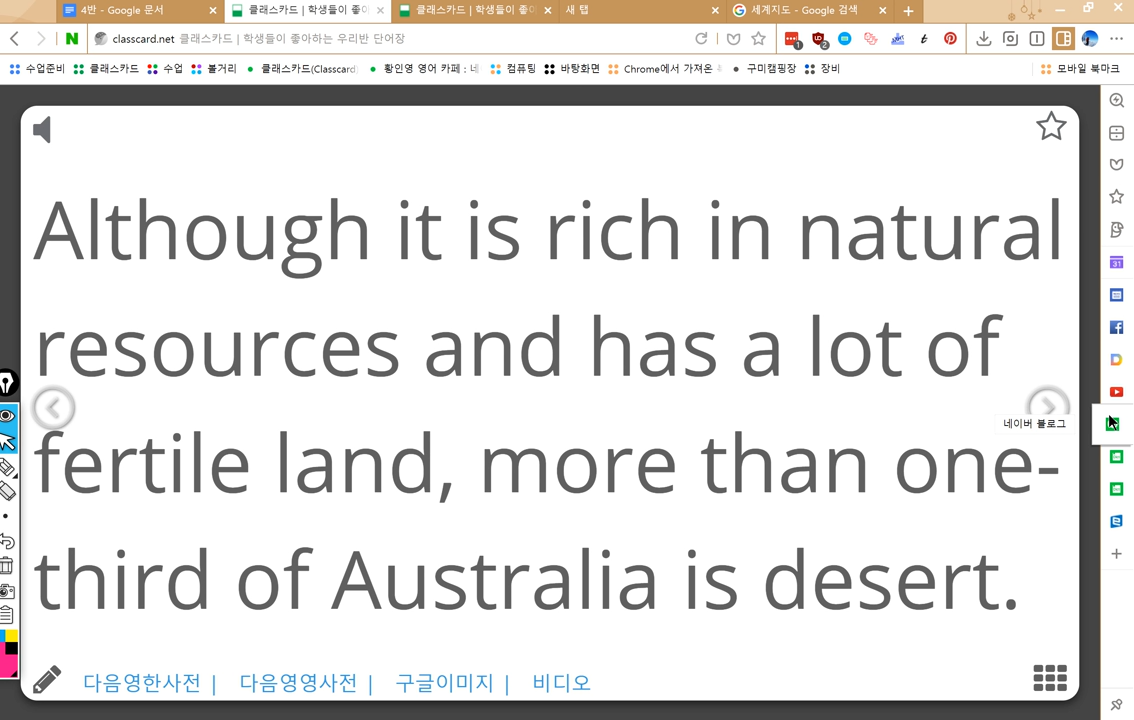 4반 - Google 문서
클래스카드 | 학생들이 좋아
클래스카드 | 학생들이 좋아
새 탭
세계지도 - Google 검색
N classcard.net 클래스카드 | 학생들이 좋아하는 우리반 단어장
수업준비 클래스카드 수업 볼거리 클래스카드(Classcard) 황인영 영어 카페 : 네 컴퓨팅 바탕화면 Chrome에서 가져온 구미캠핑장 장비 모바일 북마크
Although it is rich in natural
resources and has a lot of
네이버 블로그
fertile land, more than one-
third of Australia is desert.
다음영한사전 | 다음영영사전 | 구글이미지 | 비디오